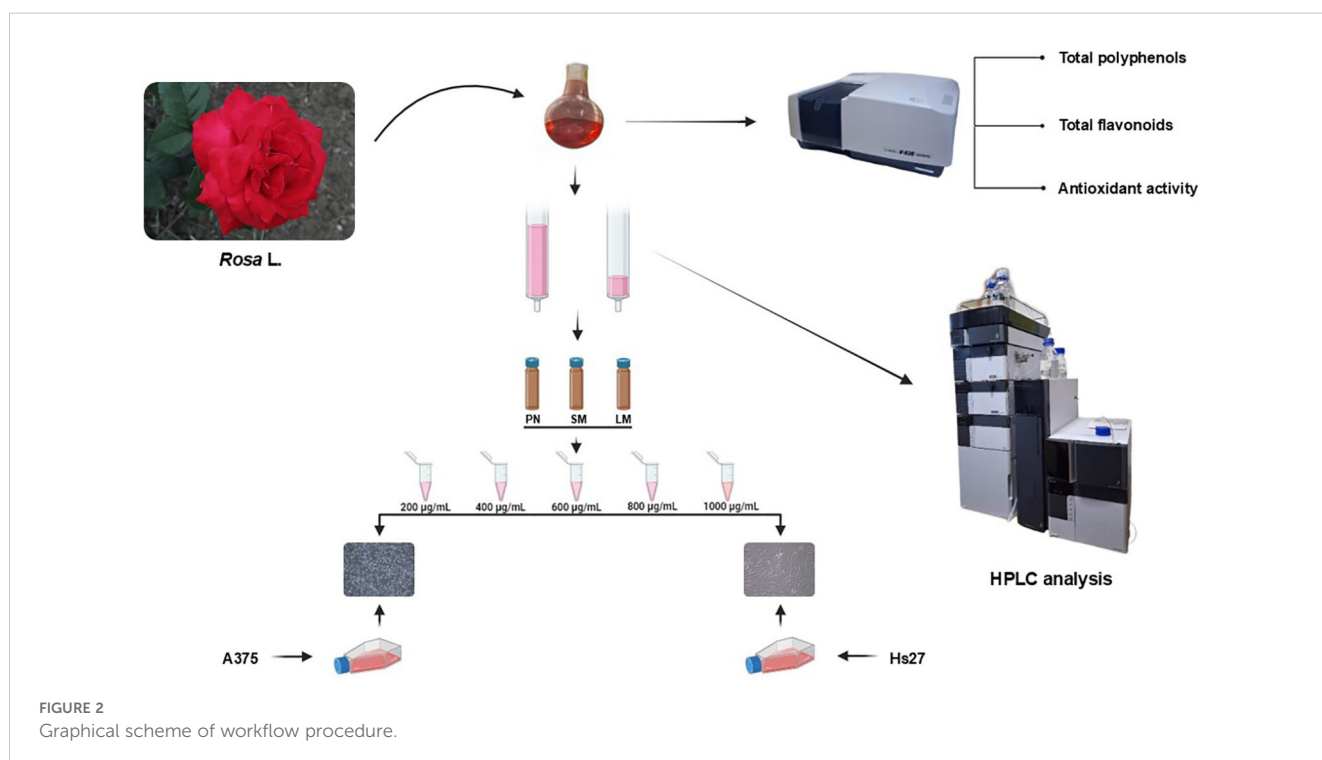 Total polyphenols
Total flavonoids
Antioxidant activity
Rosa L.
PN SM LM
200 µg/mL 400 µg/mL 600 µg/mL 800 µg/mL 1000 µg/mL
HPLC analysis
A375
Hs27
FIGURE 2
Graphical scheme of workflow procedure.